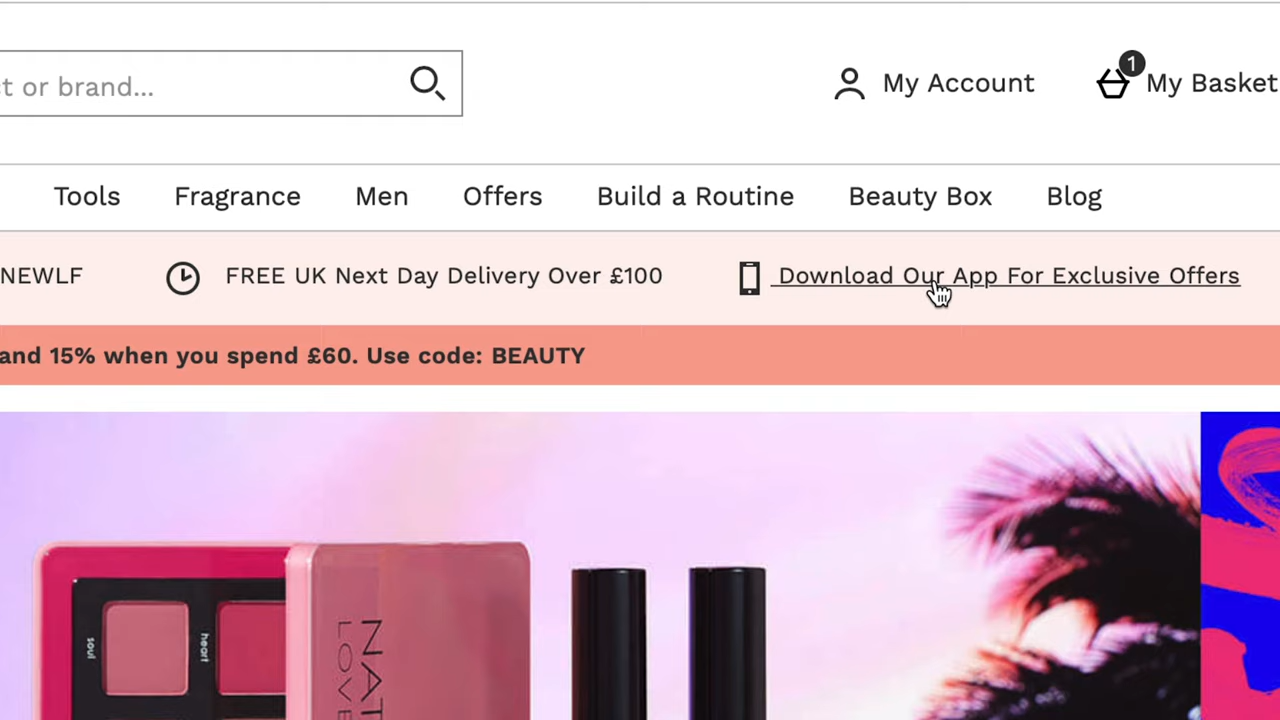 ct or brand...
My Account
1
My Basket
Tools Fragrance Men Offers Build a Routine Beauty Box Blog
NEWLF
FREE UK Next Day Delivery Over £100
Download Our App For Exclusive Offers
and 15% when you spend £60. Use code: BEAUTY
soul
heart
NAT
LOVE